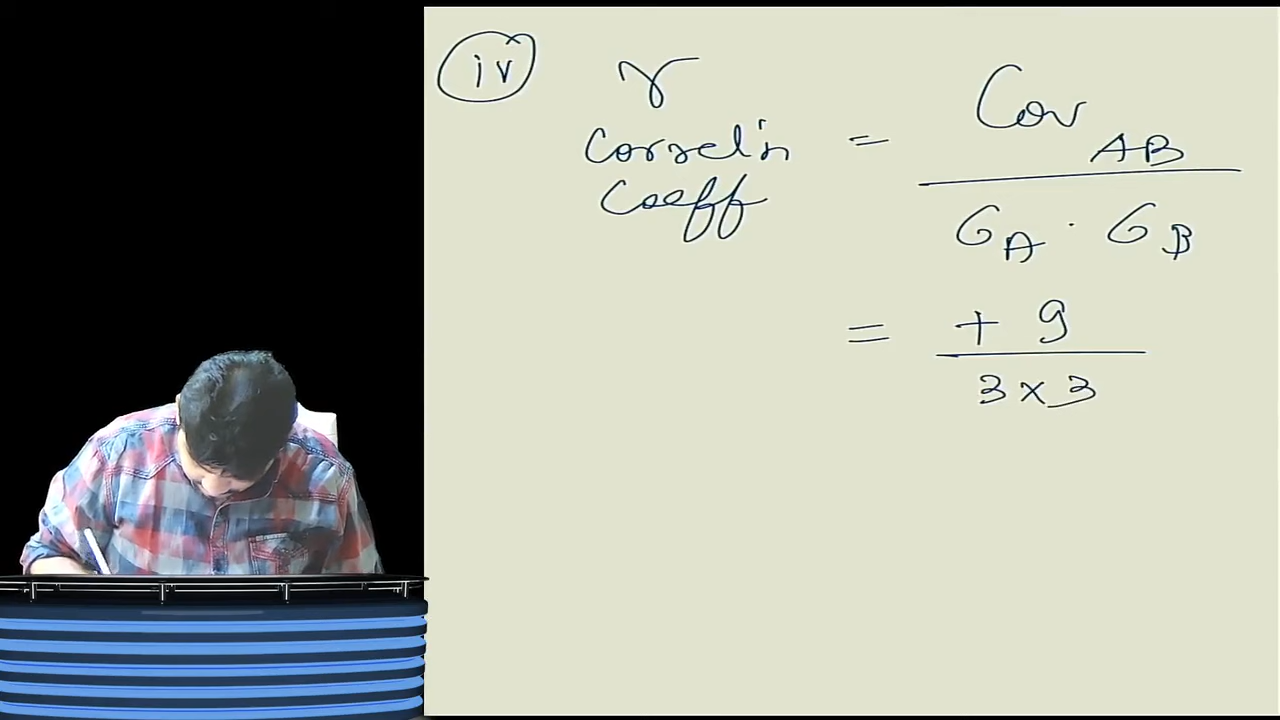 iv
r
Correl'n
Coeff
= Cov AB
σA · σB
= + 9
3 × 3